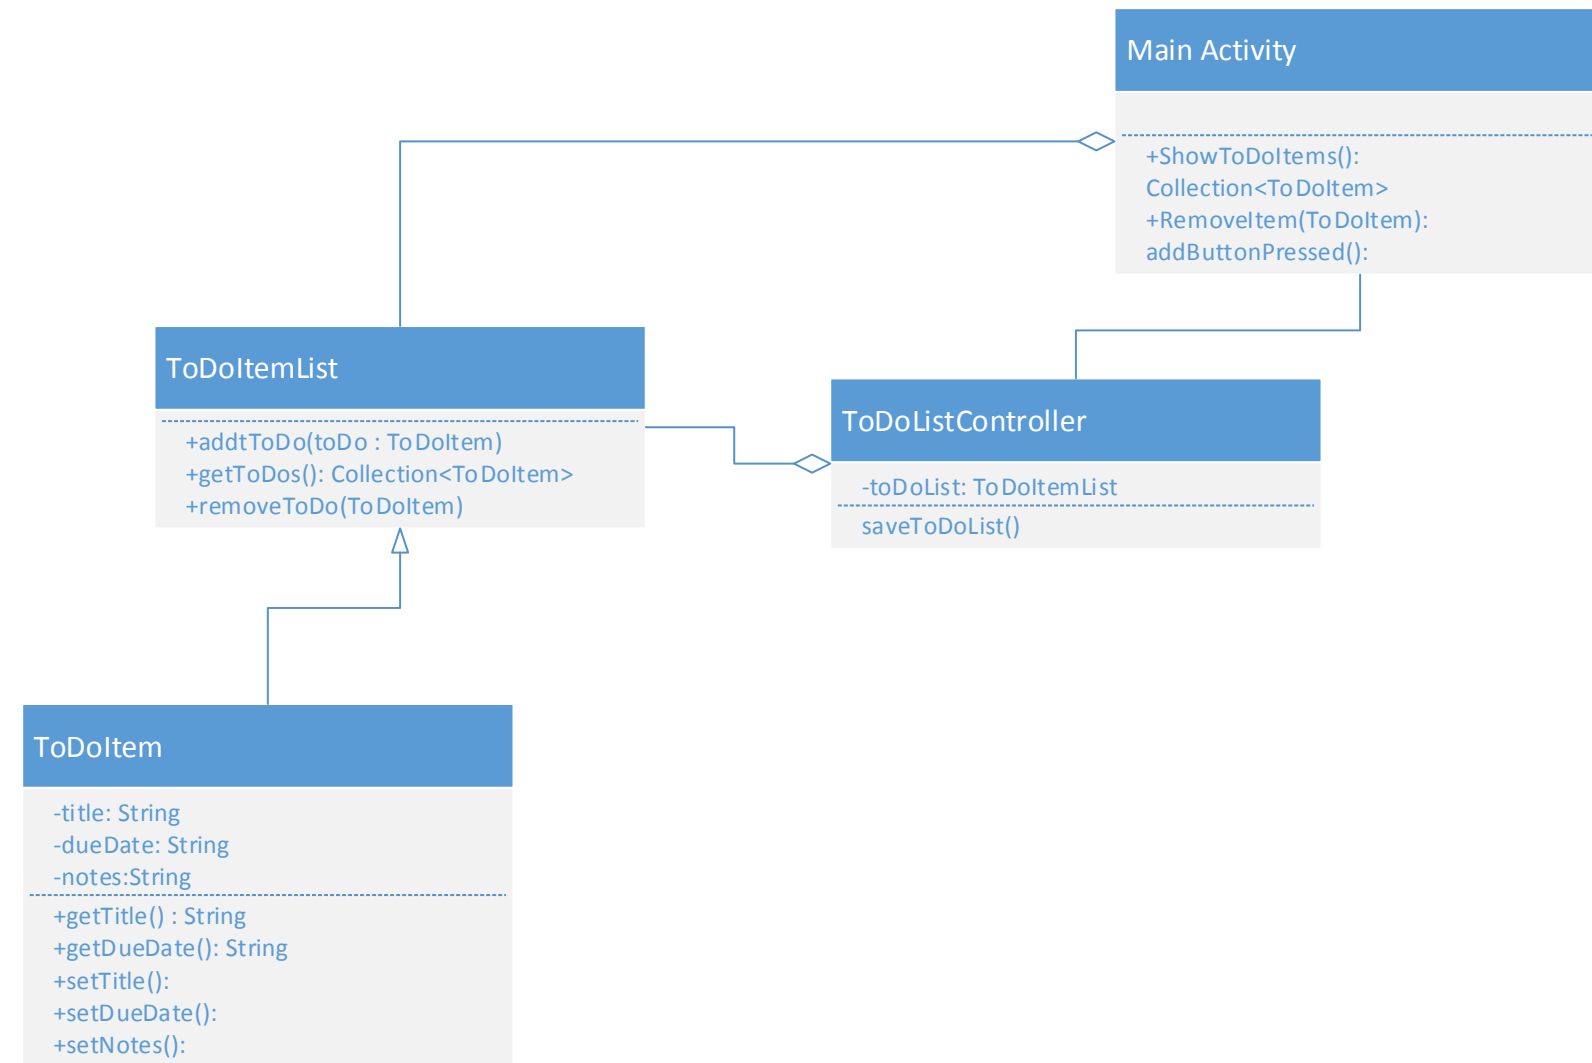 Main Activity
+ShowToDoItems():
Collection<ToDoItem>
+RemoveItem(ToDoItem):
addButtonPressed():
ToDoItemList
+addtToDo(toDo : ToDoItem)
+getToDos(): Collection<ToDoItem>
+removeToDo(ToDoItem)
ToDoListController
-toDoList: ToDoItemList
saveToDoList()
ToDoItem
-title: String
-dueDate: String
-notes:String
+getTitle() : String
+getDueDate(): String
+setTitle():
+setDueDate():
+setNotes():